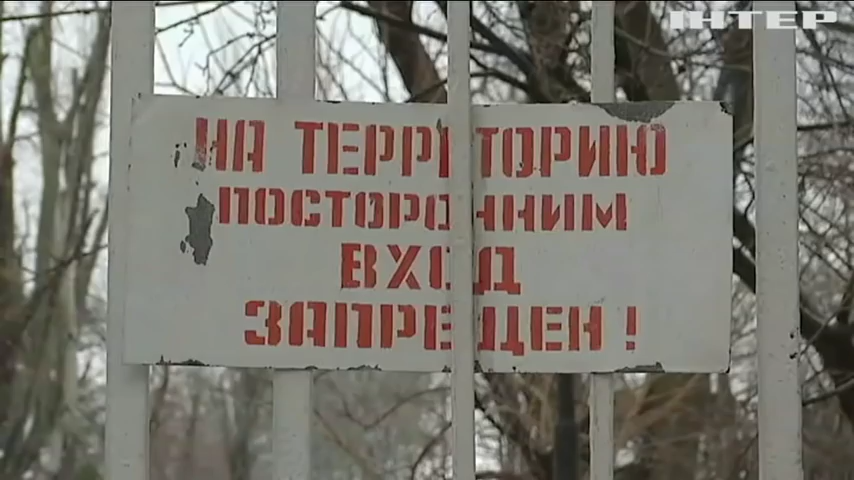 ІНТЕР
НА ТЕРРИТОРИЮ
ПОСТОРОННИМ
ВХОД
ЗАПРЕЩЕН!